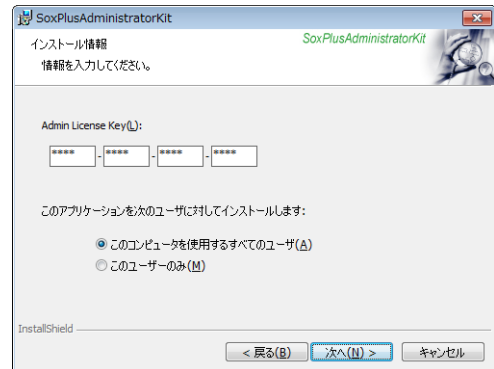 SoxPlusAdministratorKit
インストール情報
SoxPlusAdministratorKit
情報を入力してください。
Admin License Key(L):
**** - **** - **** - ****
このアプリケーションを次のユーザに対してインストールします:
このコンピュータを使用するすべてのユーザ(A)
このユーザーのみ(M)
InstallShield
< 戻る(B) 次へ(N) > キャンセル